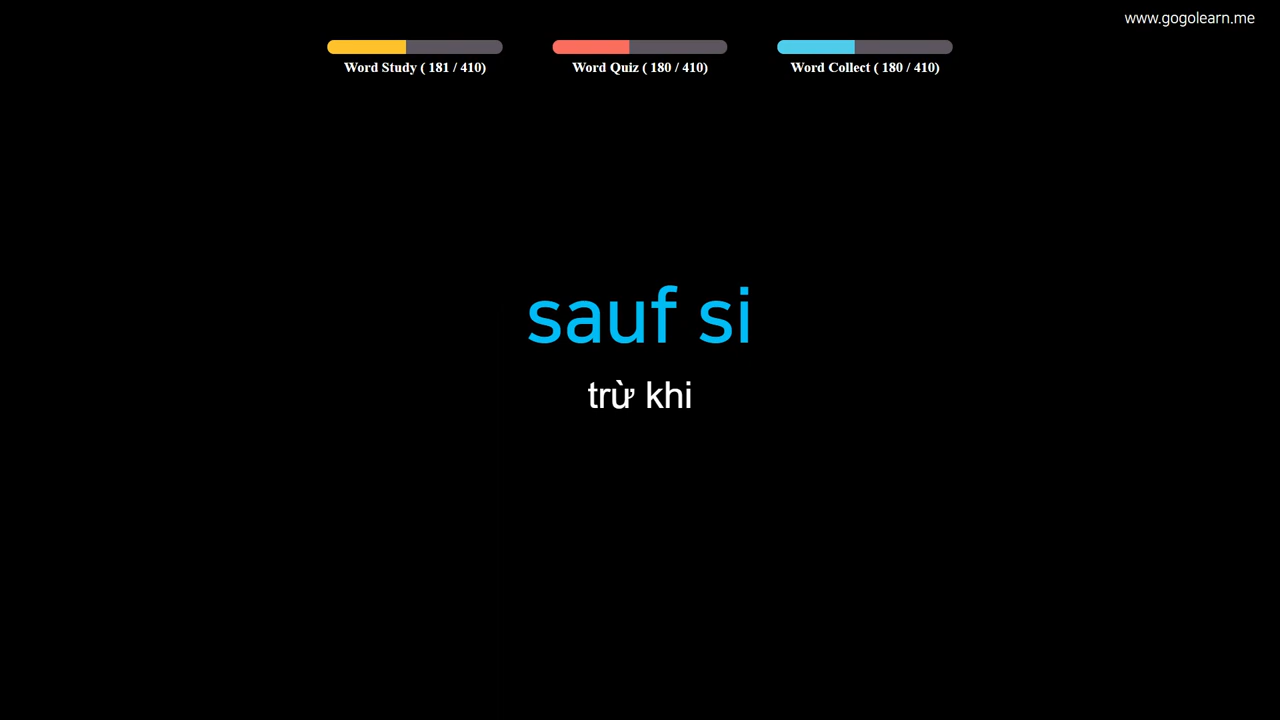 www.gogolearn.me
Word Study ( 181 / 410)
Word Quiz ( 180 / 410)
Word Collect ( 180 / 410)
sauf si
trừ khi